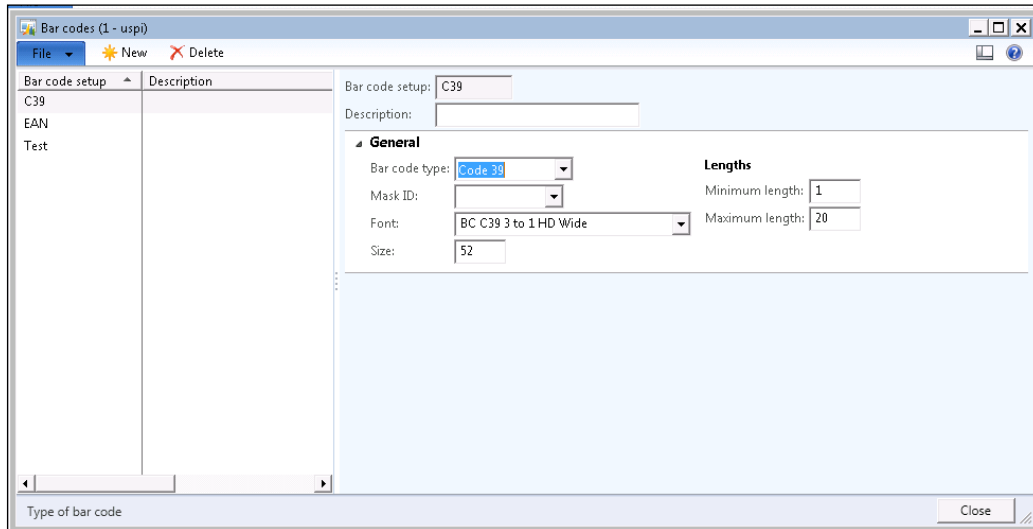 Bar codes (1 - uspi)
File New Delete
Bar code setup Description
C39
EAN
Test
Bar code setup: C39
Description:
General
Bar code type: Code 39
Mask ID:
Font: BC C39 3 to 1 HD Wide
Size: 52
Lengths
Minimum length: 1
Maximum length: 20
Type of bar code
Close